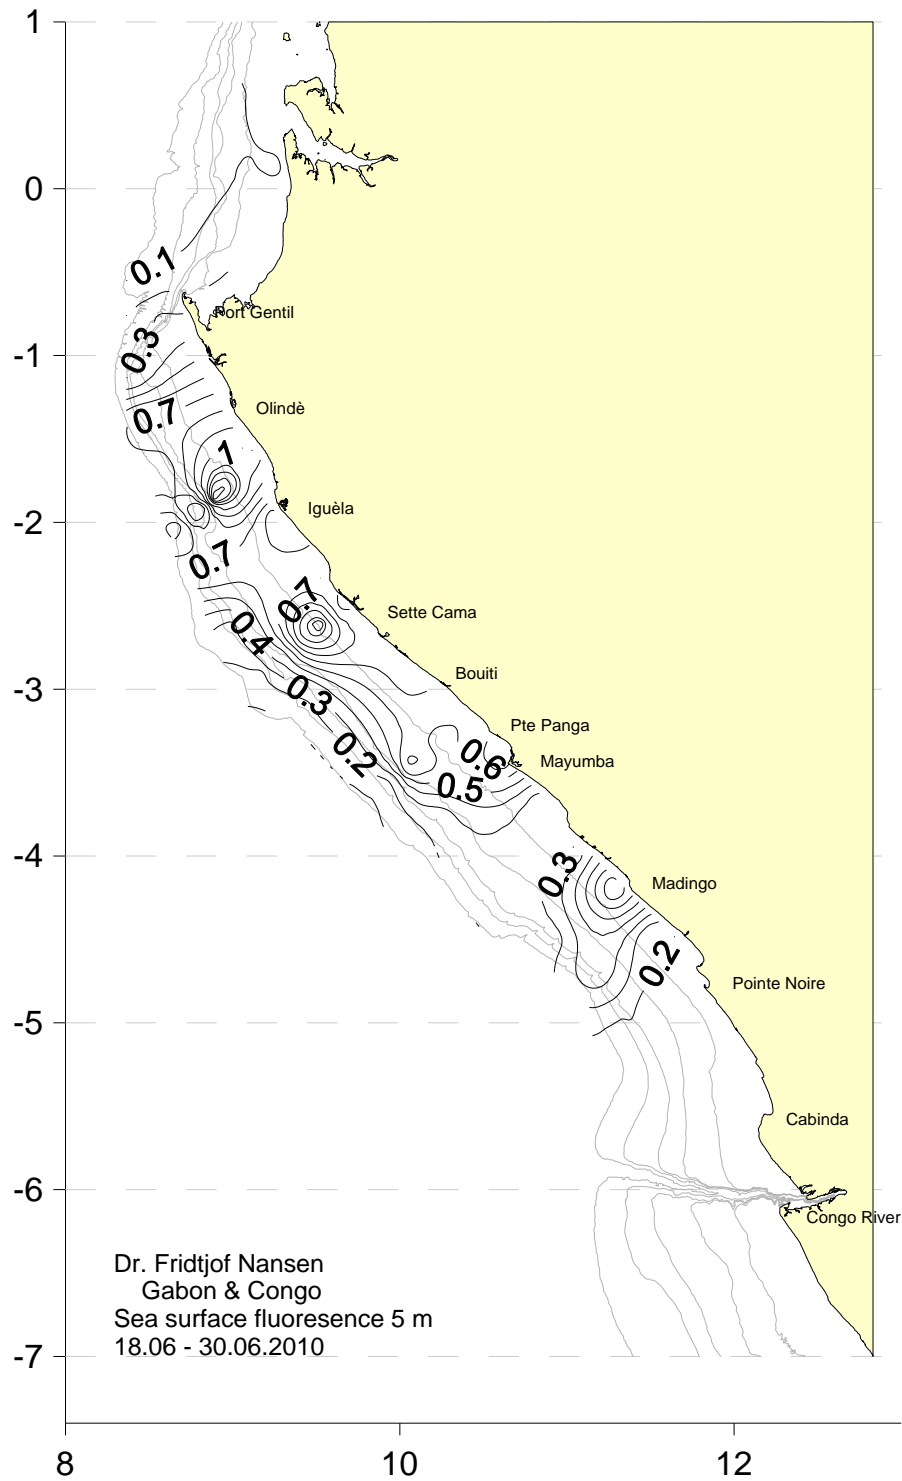 1
0
0.1
Port Gentil
-1
0.3
Olindè
0.7
1
Iguèla
-2
0.7
0.7
Sette Cama
0.4
Bouiti
-3
0.3
Pte Panga
0.2
0.6
Mayumba
0.5
-4
0.3
Madingo
0.2
Pointe Noire
-5
Cabinda
-6
Congo River
Dr. Fridtjof Nansen
Gabon & Congo
Sea surface fluoresence 5 m
18.06 - 30.06.2010
-7
8 10 12